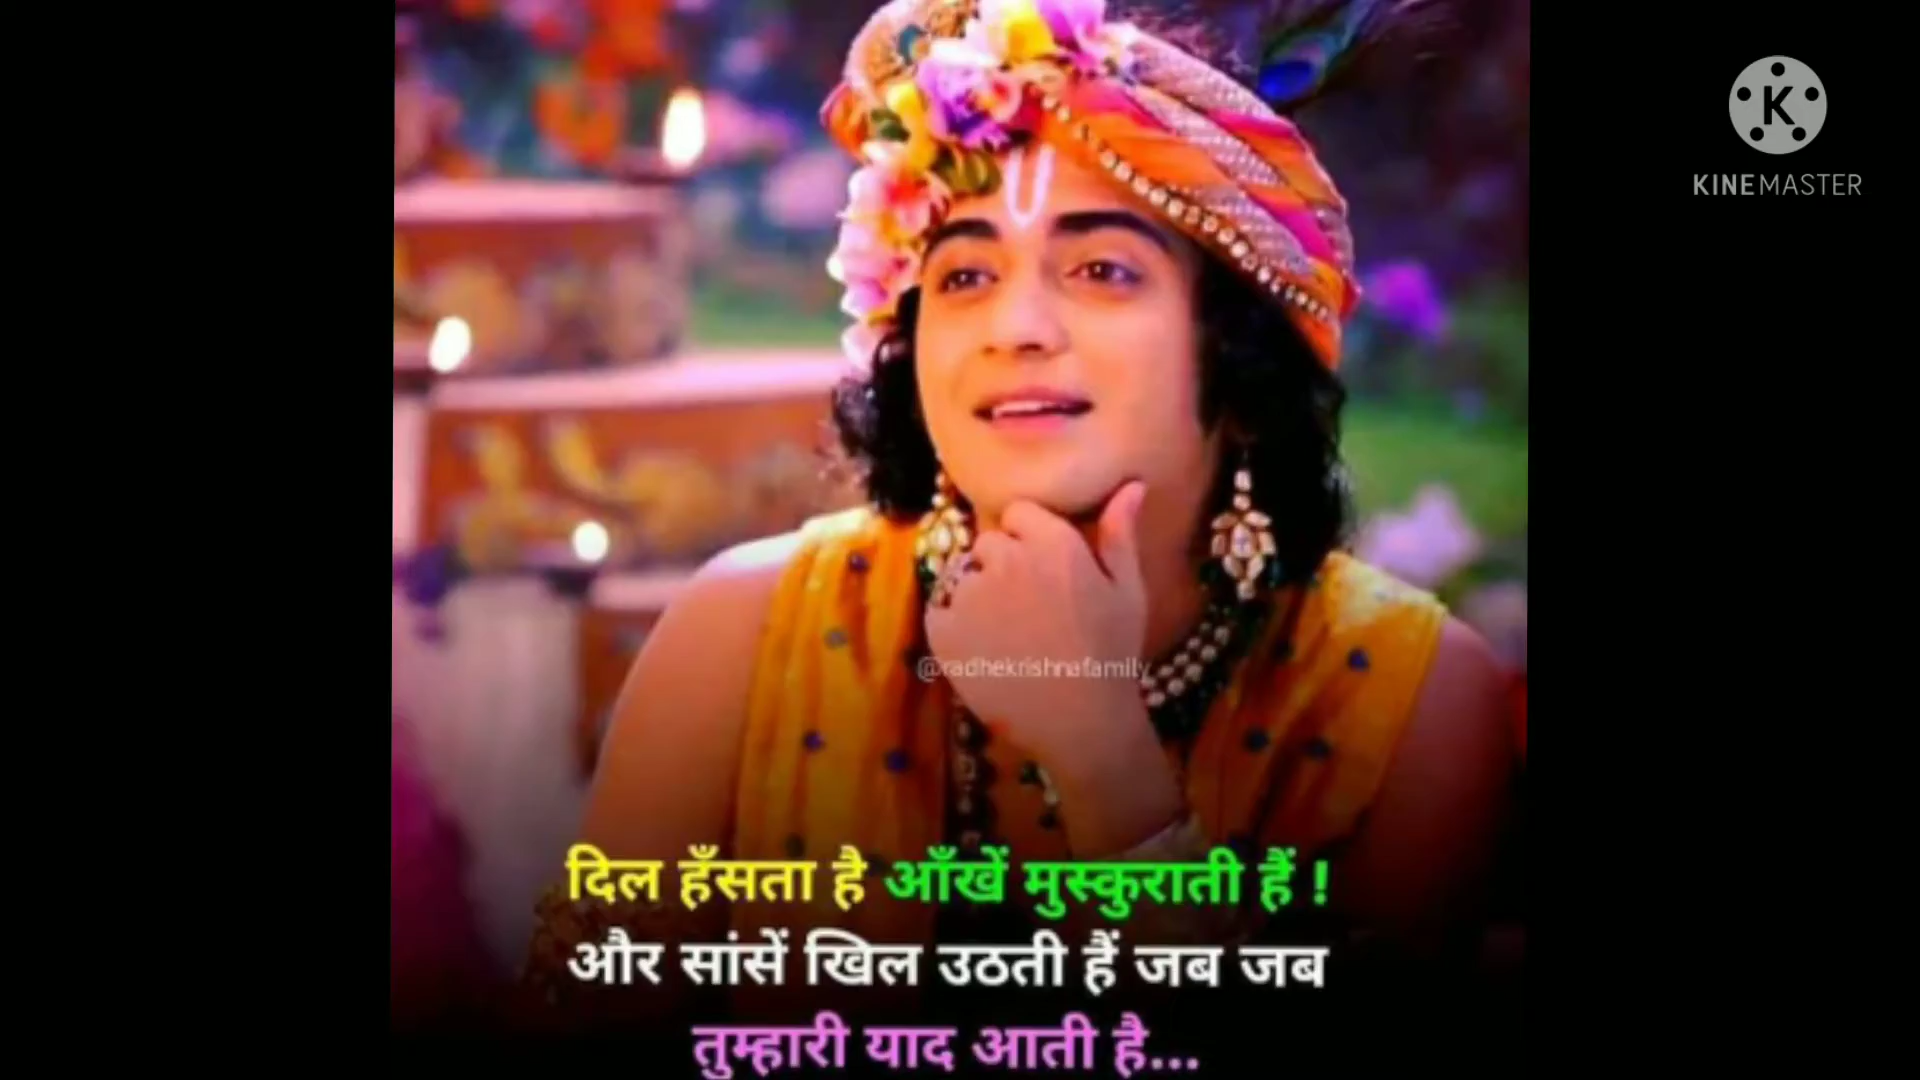 KINEMASTER
@radhekrishnafamily
दिल हँसता है आँखें मुस्कुराती हैं !
और सांसें खिल उठती हैं जब जब
तुम्हारी याद आती है...